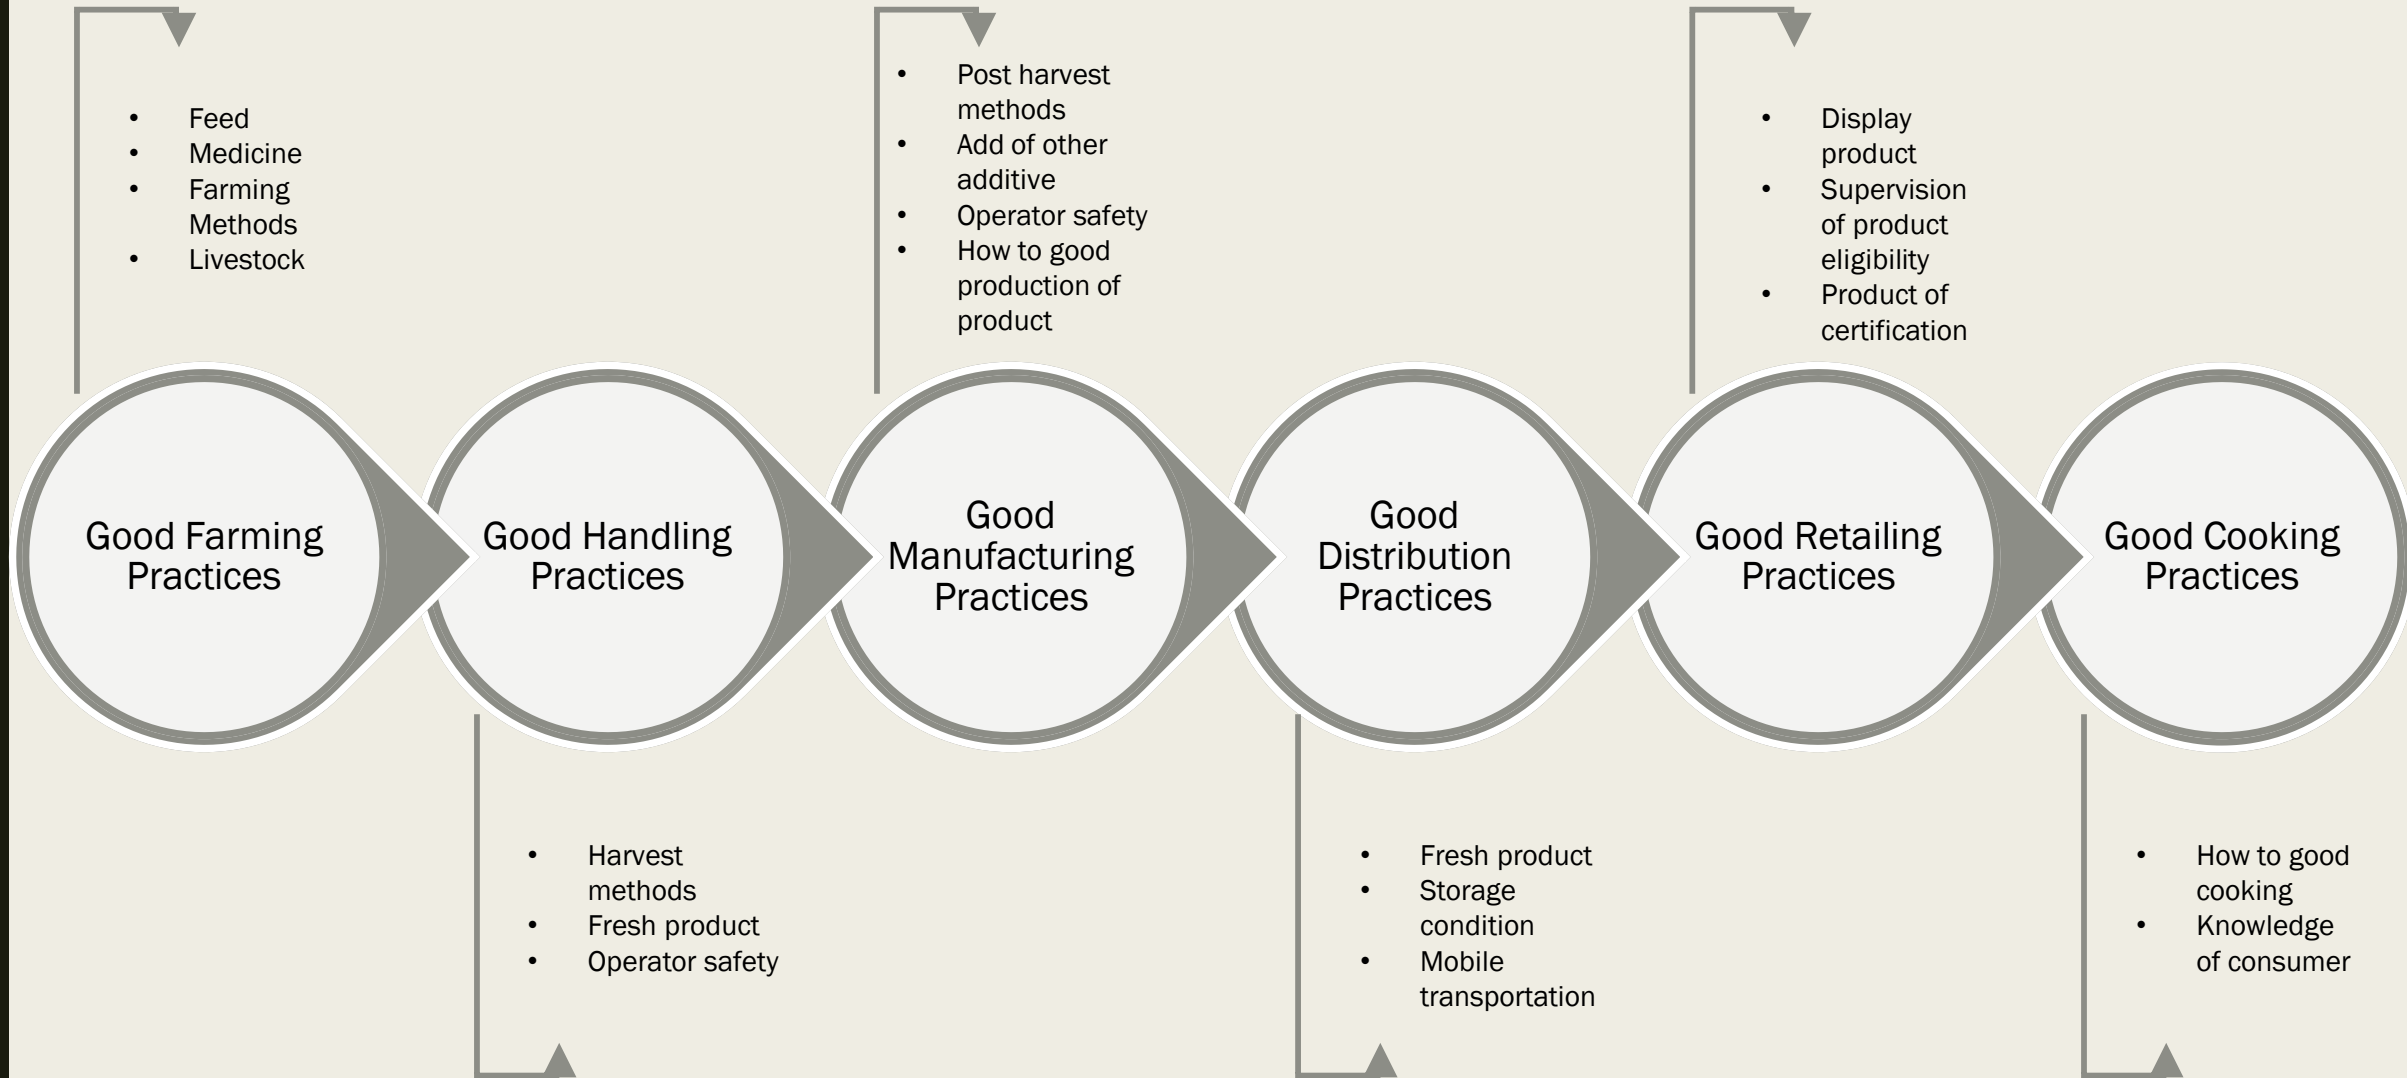 • Feed
• Medicine
• Farming
Methods
• Livestock
• Post harvest
methods
• Add of other
additive
• Operator safety
• How to good
production of
product
• Display
product
• Supervision
of product
eligibility
• Product of
certification
Good Farming
Practices
Good Handling
Practices
Good
Manufacturing
Practices
Good
Distribution
Practices
Good Retailing
Practices
Good Cooking
Practices
• Harvest
methods
• Fresh product
• Operator safety
• Fresh product
• Storage
condition
• Mobile
transportation
• How to good
cooking
• Knowledge
of consumer